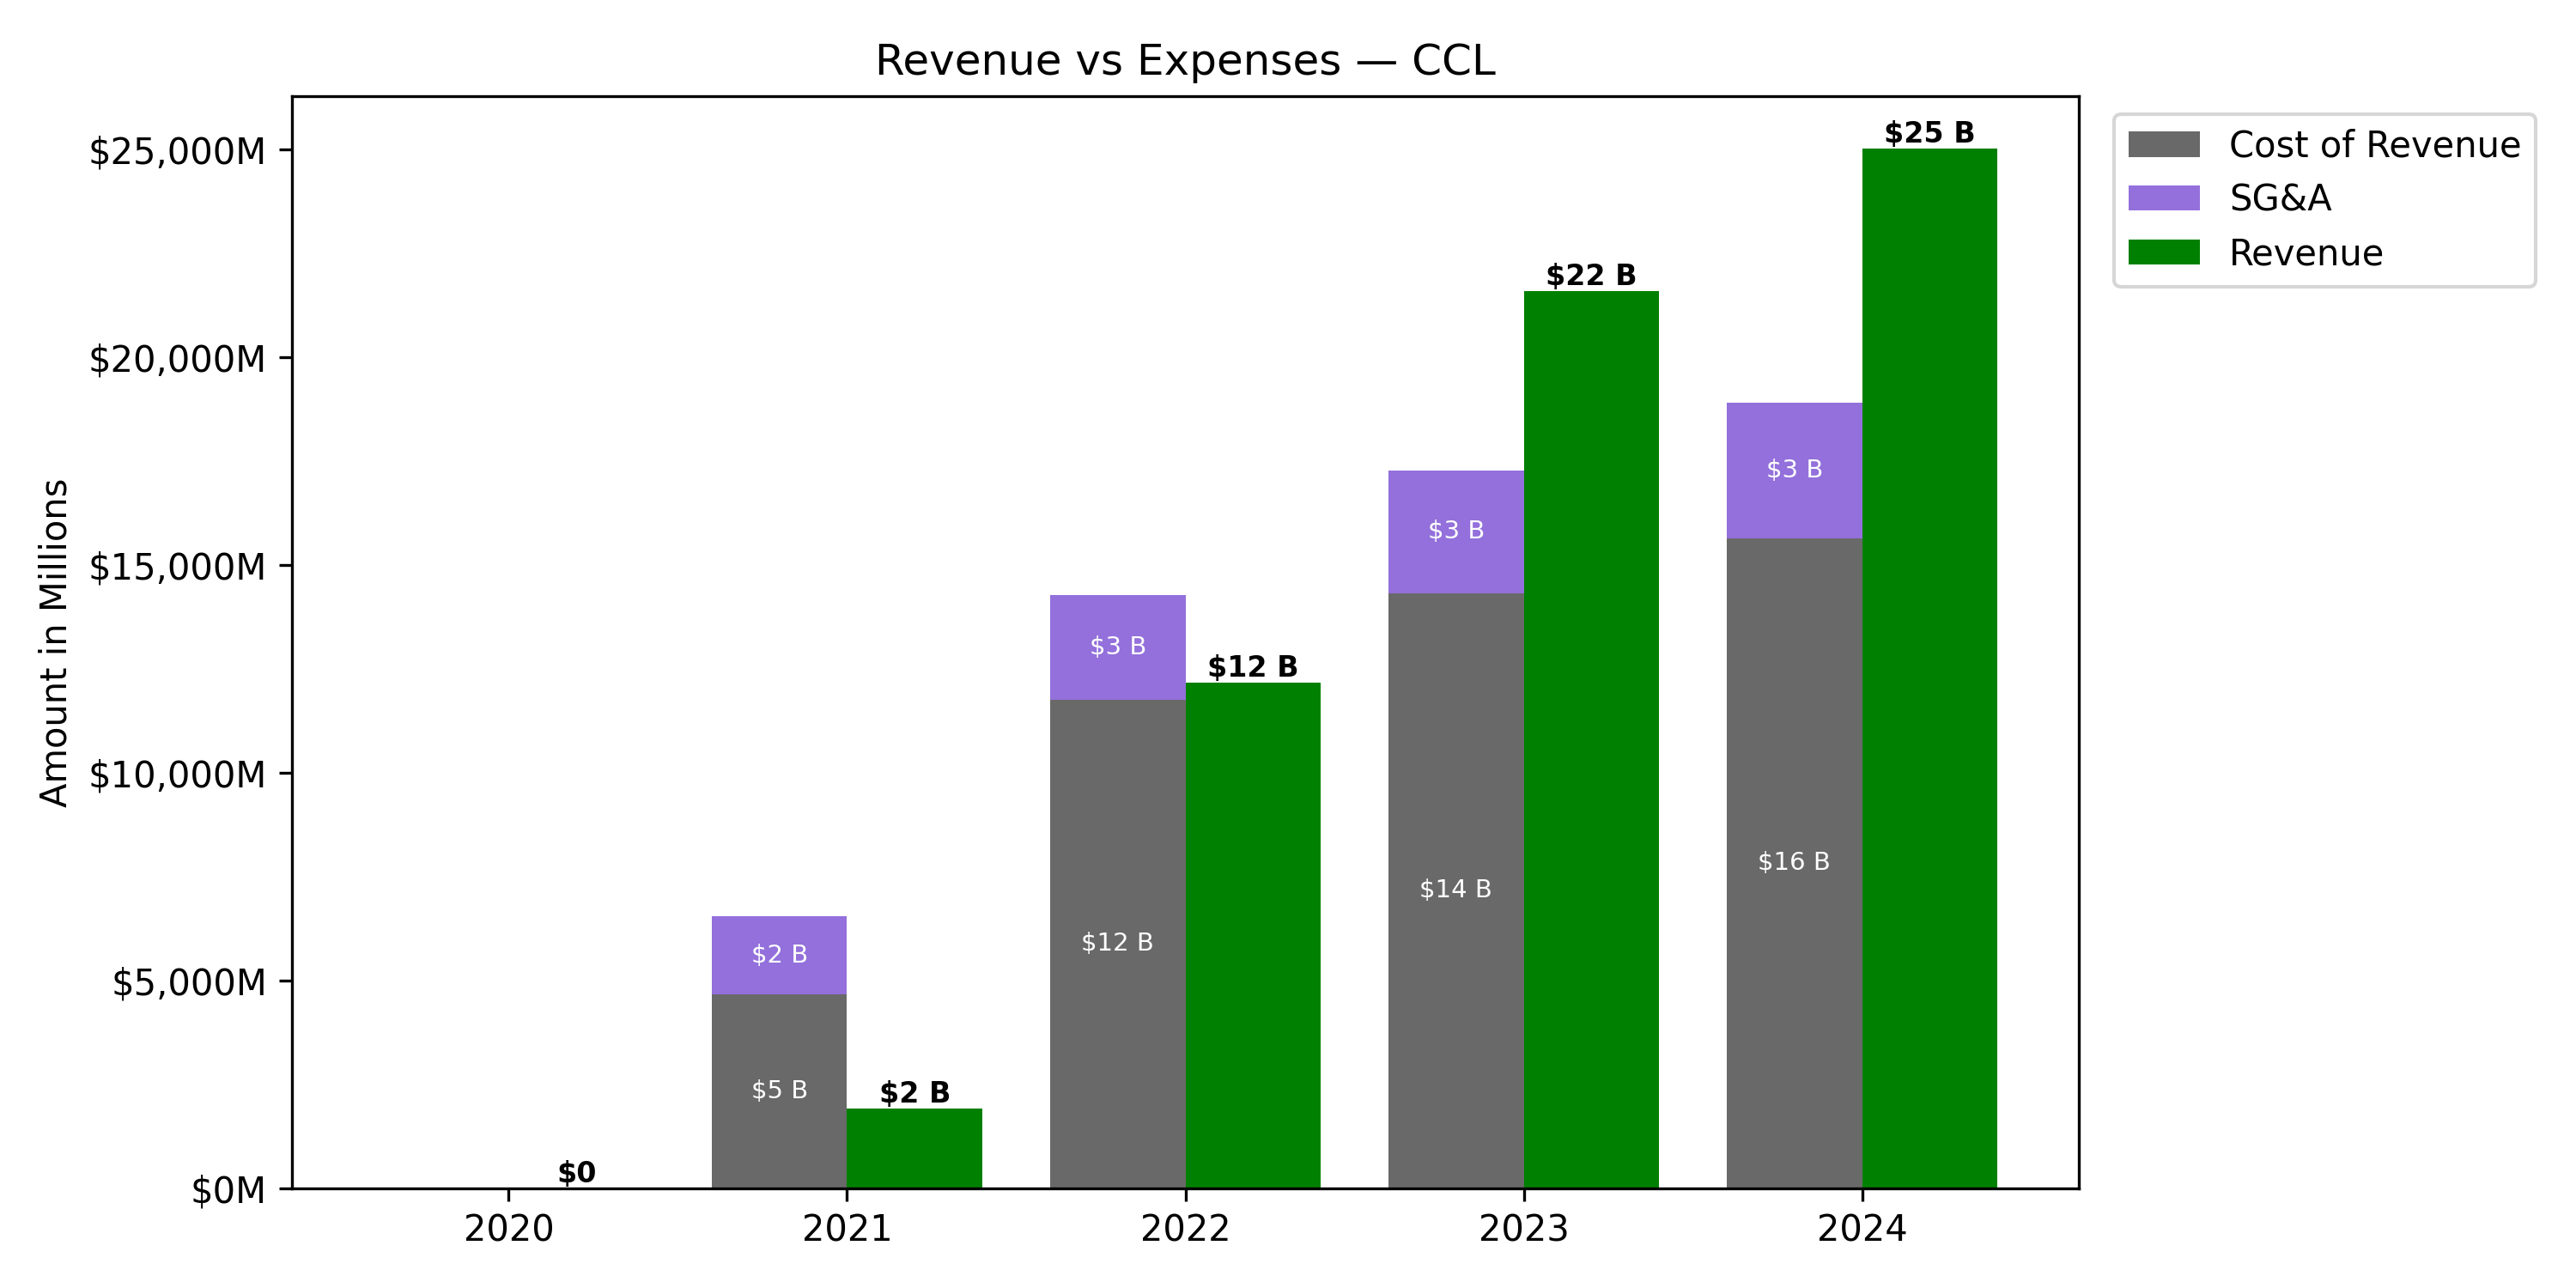 Revenue vs Expenses — CCL
Amount in Millions
$25,000M
$20,000M
$15,000M
$10,000M
$5,000M
$0M
$0
$2 B
$5 B
$2 B
$3 B
$12 B
$12 B
$3 B
$14 B
$22 B
$3 B
$16 B
$25 B
2020
2021
2022
2023
2024
Cost of Revenue
SG&A
Revenue